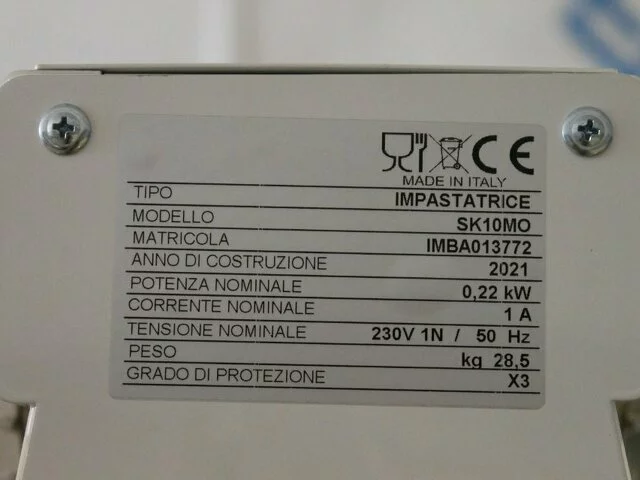 CE
MADE IN ITALY
TIPO IMPASTATRICE
MODELLO SK10MO
MATRICOLA IMBA013772
ANNO DI COSTRUZIONE 2021
POTENZA NOMINALE 0,22 kW
CORRENTE NOMINALE 1 A
TENSIONE NOMINALE 230V 1N / 50 Hz
PESO kg 28,5
GRADO DI PROTEZIONE X3